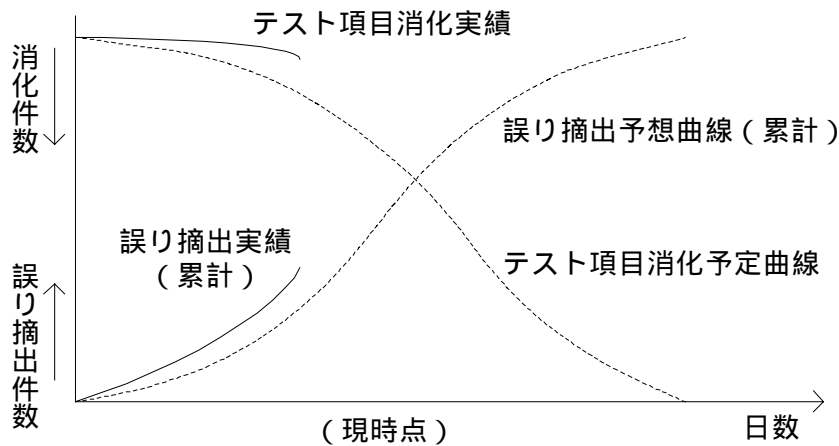 テスト項目消化実績
消化件数
誤り摘出予想曲線(累計)
誤り摘出実績
(累計)
テスト項目消化予定曲線
誤り摘出件数
(現時点)
日数